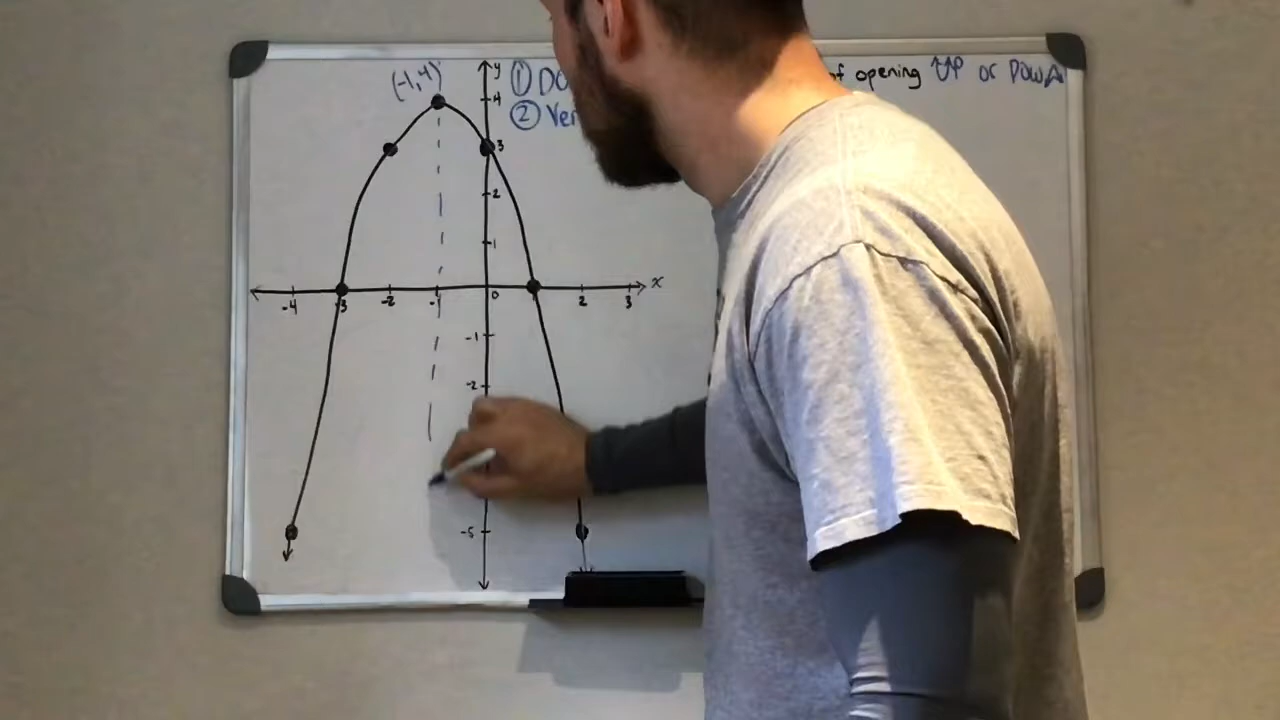 (-1,4)
y
① DO
of opening UP or DOWN
4
② Ver
3
2
1
x
-4 -3 -2 -1 0 2 3
-1
-2
-5